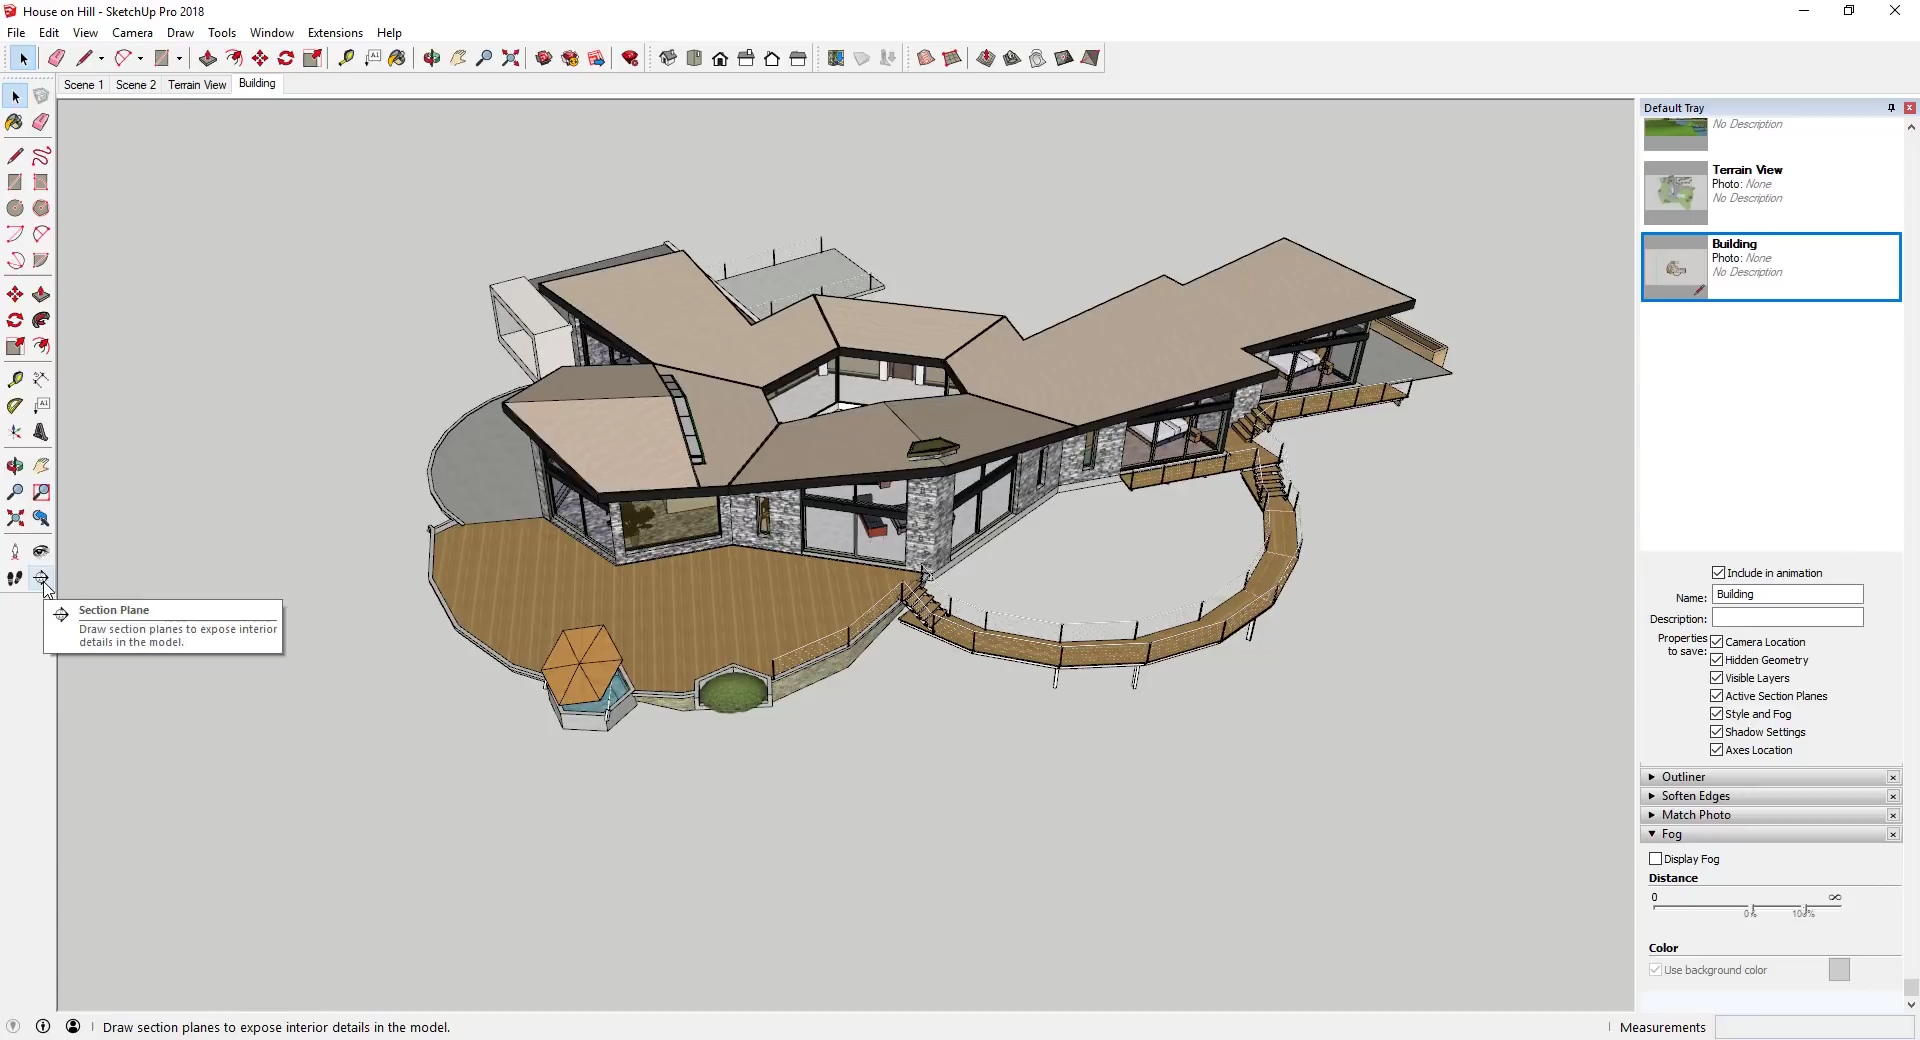 House on Hill - SketchUp Pro 2018
File Edit View Camera Draw Tools Window Extensions Help
Scene 1 Scene 2 Terrain View Building
Default Tray
No Description
Terrain View
Photo: None
No Description
Building
Photo: None
No Description
Section Plane
Draw section planes to expose interior
details in the model.
Include in animation
Name: Building
Description:
Properties
to save:
Camera Location
Hidden Geometry
Visible Layers
Active Section Planes
Style and Fog
Shadow Settings
Axes Location
Outliner
Soften Edges
Match Photo
Fog
Display Fog
Distance
0 ∞
0% 100%
Color
Use background color
Draw section planes to expose interior details in the model.
Measurements